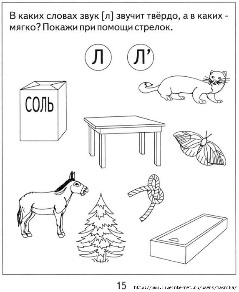 В каких словах звук [л] звучит твёрдо, а в каких -
мягко? Покажи при помощи стрелок.
Л Л'
СОЛЬ
15